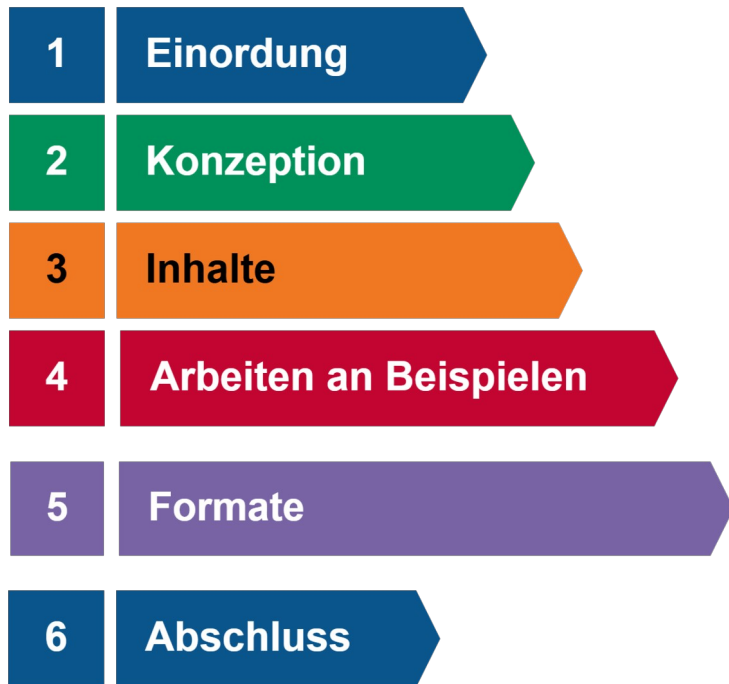 1 Einordung
2 Konzeption
3 Inhalte
4 Arbeiten an Beispielen
5 Formate
6 Abschluss